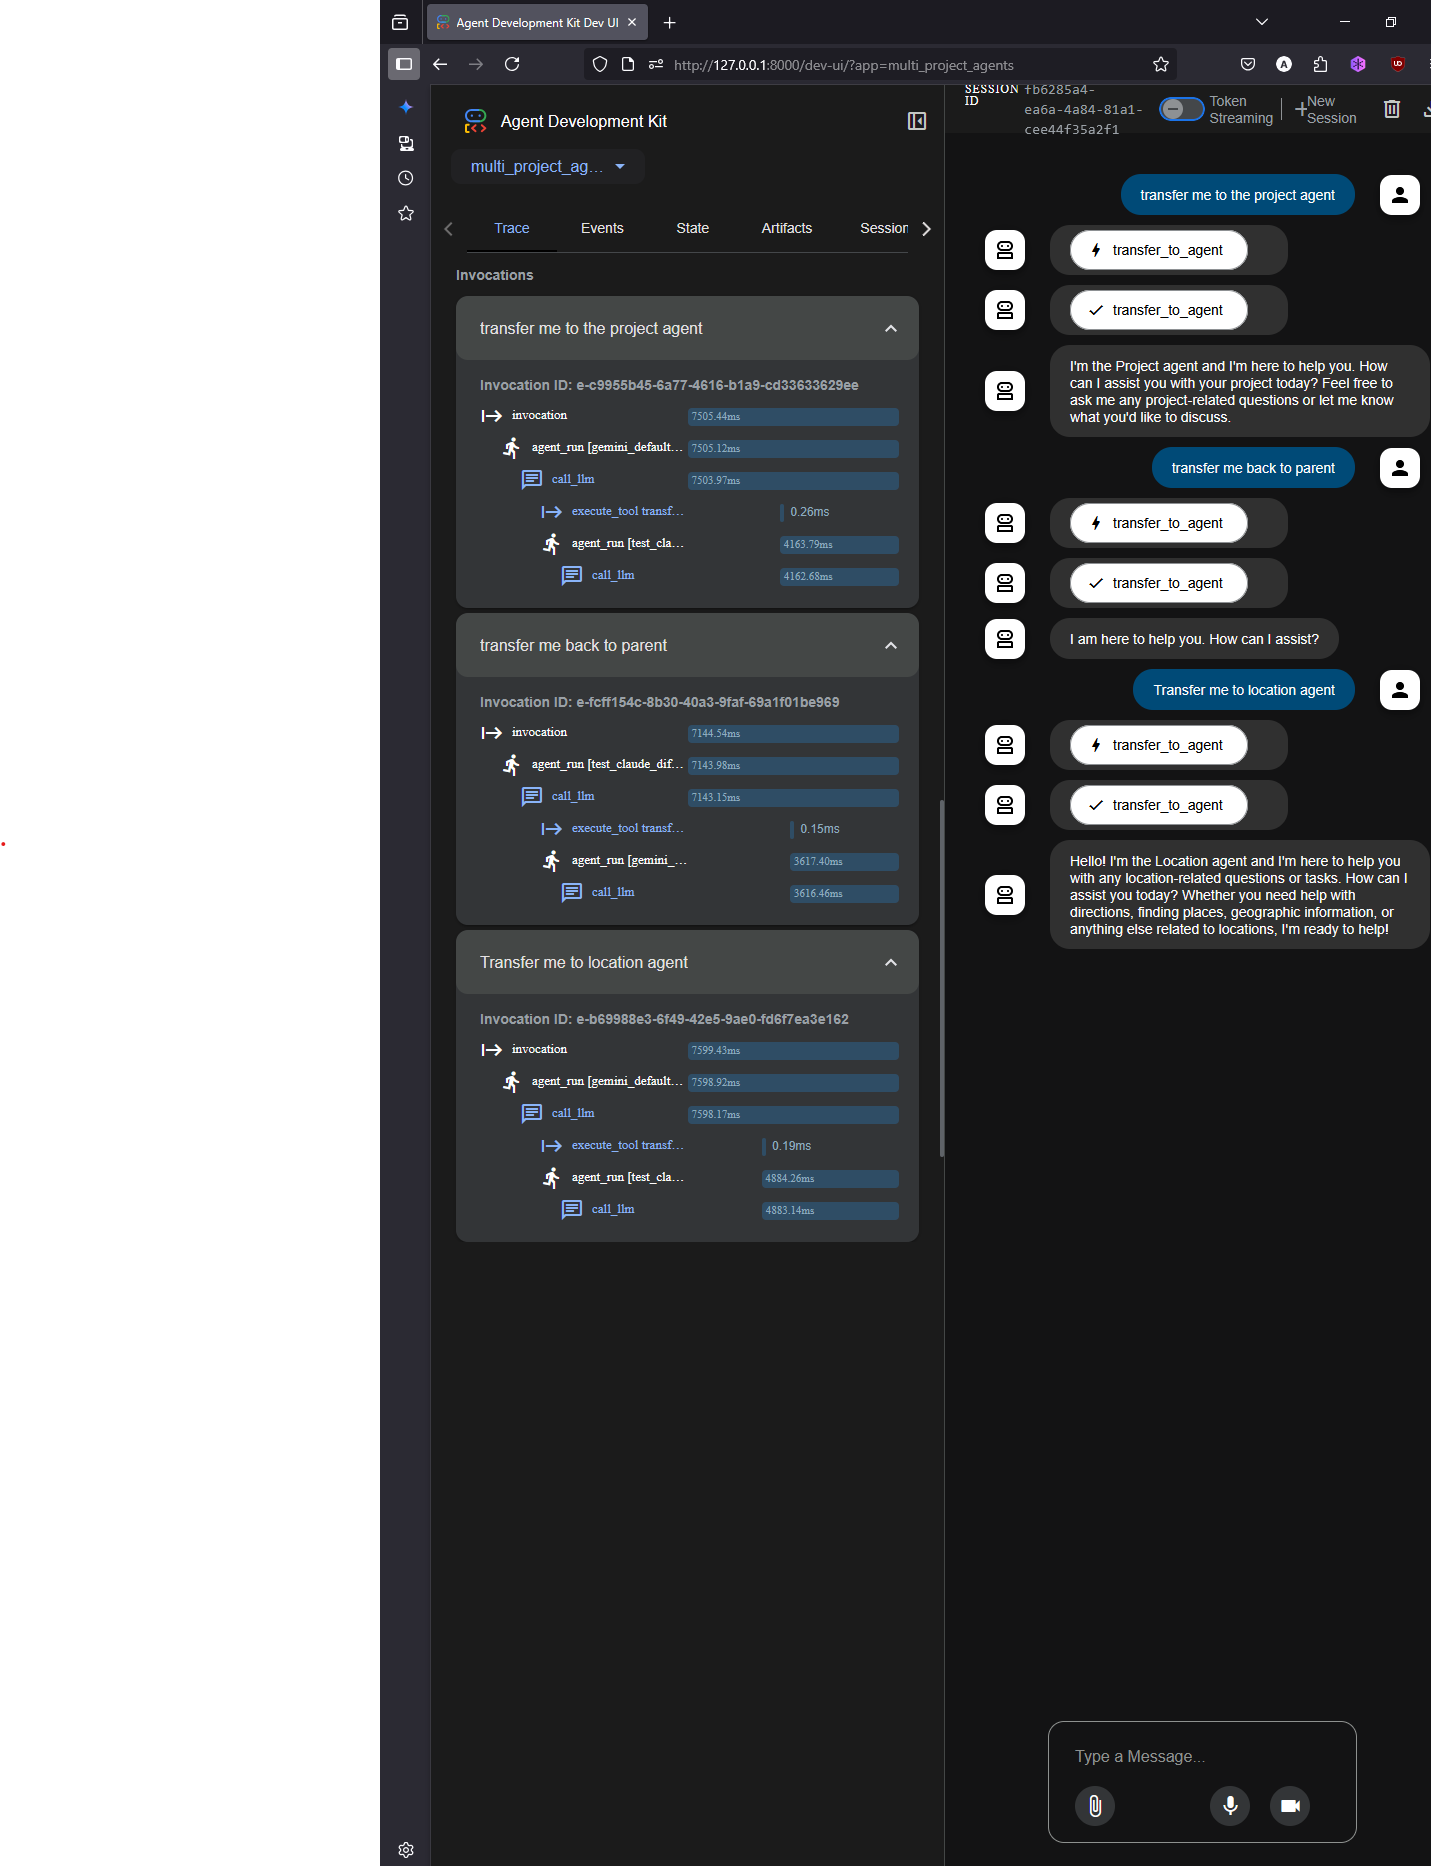 Agent Development Kit Dev UI
http://127.0.0.1:8000/dev-ui/?app=multi_project_agents
Agent Development Kit
multi_project_ag...
Trace
Events
State
Artifacts
Session
Invocations
transfer me to the project agent
Invocation ID: e-c9955b45-6a77-4616-b1a9-cd33633629ee
invocation
7505.44ms
agent_run [gemini_default...
7505.12ms
call_llm
7503.97ms
execute_tool transf...
0.26ms
agent_run [test_cla...
4163.79ms
call_llm
4162.68ms
transfer me back to parent
Invocation ID: e-fcff154c-8b30-40a3-9faf-69a1f01be969
invocation
7144.54ms
agent_run [test_claude_dif...
7143.98ms
call_llm
7143.15ms
execute_tool transf...
0.15ms
agent_run [gemini_...
3617.40ms
call_llm
3616.46ms
Transfer me to location agent
Invocation ID: e-b69988e3-6f49-42e5-9ae0-fd6f7ea3e162
invocation
7599.43ms
agent_run [gemini_default...
7598.92ms
call_llm
7598.17ms
execute_tool transf...
0.19ms
agent_run [test_cla...
4884.26ms
call_llm
4883.14ms
SESSION
ID
fb6285a4-
ea6a-4a84-81a1-
cee44f35a2f1
Token
Streaming
New
Session
transfer me to the project agent
transfer_to_agent
transfer_to_agent
I'm the Project agent and I'm here to help you. How
can I assist you with your project today? Feel free to
ask me any project-related questions or let me know
what you'd like to discuss.
transfer me back to parent
transfer_to_agent
transfer_to_agent
I am here to help you. How can I assist?
Transfer me to location agent
transfer_to_agent
transfer_to_agent
Hello! I'm the Location agent and I'm here to help you
with any location-related questions or tasks. How can I
assist you today? Whether you need help with
directions, finding places, geographic information, or
anything else related to locations, I'm ready to help!
Type a Message...